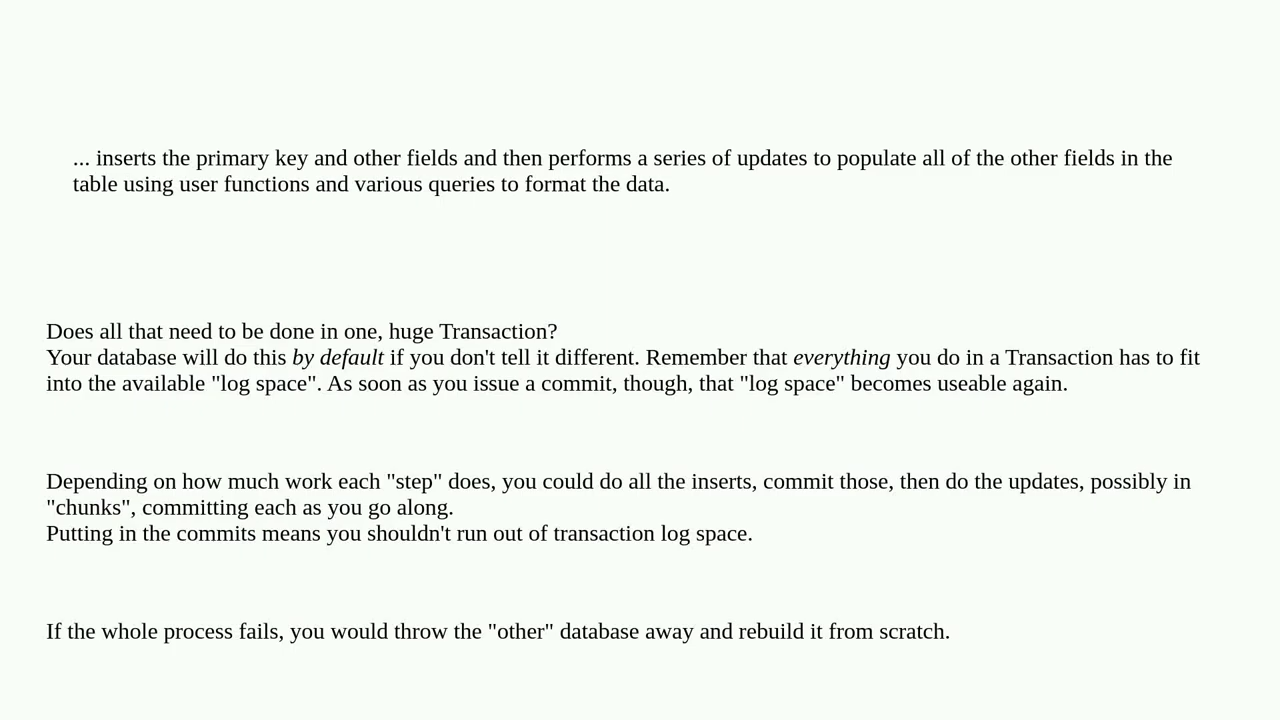 ... inserts the primary key and other fields and then performs a series of updates to populate all of the other fields in the
table using user functions and various queries to format the data.
Does all that need to be done in one, huge Transaction?
Your database will do this by default if you don't tell it different. Remember that everything you do in a Transaction has to fit
into the available "log space". As soon as you issue a commit, though, that "log space" becomes useable again.
Depending on how much work each "step" does, you could do all the inserts, commit those, then do the updates, possibly in
"chunks", committing each as you go along.
Putting in the commits means you shouldn't run out of transaction log space.
If the whole process fails, you would throw the "other" database away and rebuild it from scratch.